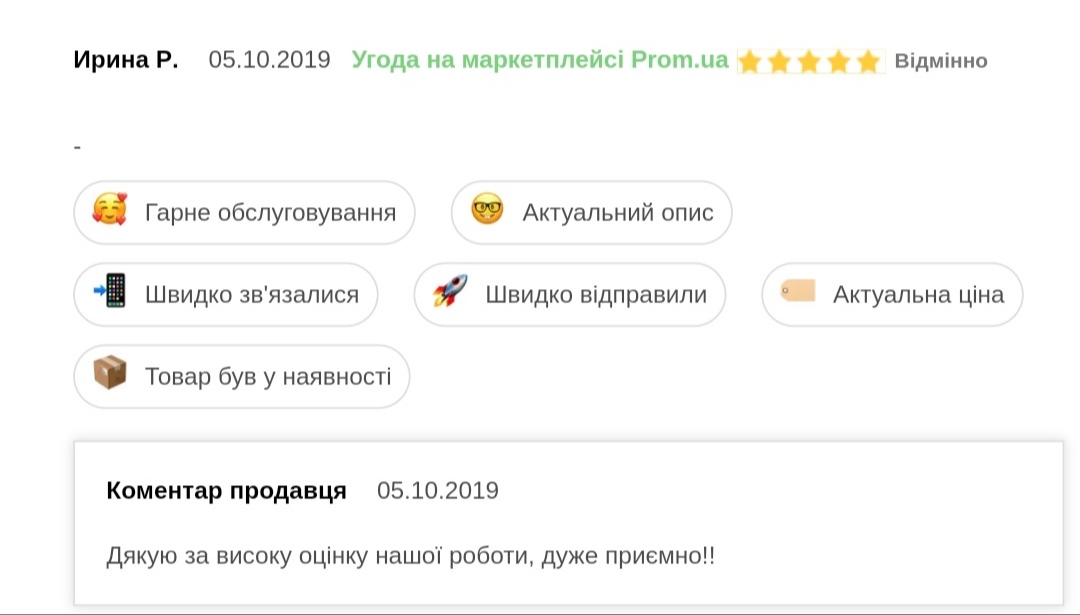 Ирина Р. 05.10.2019 Угода на маркетплейсі Prom.ua Відмінно
-
Гарне обслуговування Актуальний опис
Швидко зв'язалися Швидко відправили Актуальна ціна
Товар був у наявності
Коментар продавця 05.10.2019
Дякую за високу оцінку нашої роботи, дуже приємно!!